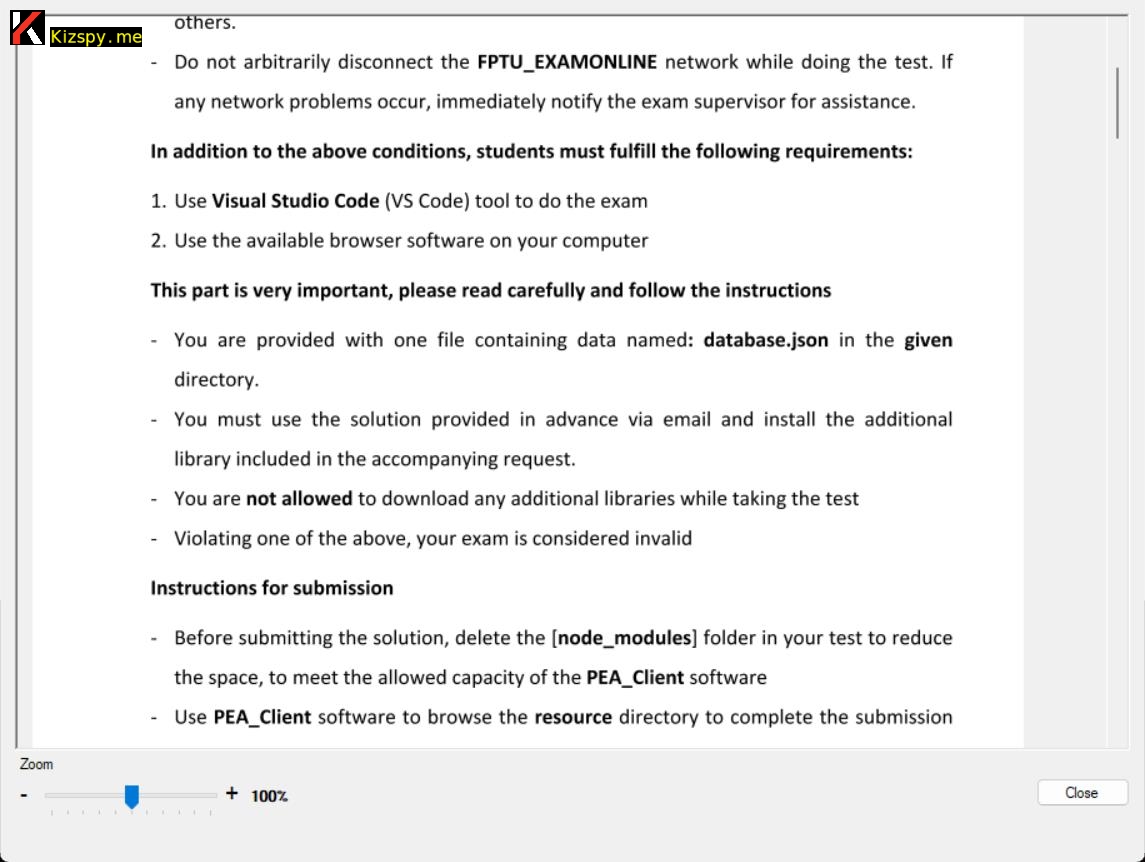 Kizspy.me
others.
- Do not arbitrarily disconnect the FPTU_EXAMONLINE network while doing the test. If
any network problems occur, immediately notify the exam supervisor for assistance.
In addition to the above conditions, students must fulfill the following requirements:
1. Use Visual Studio Code (VS Code) tool to do the exam
2. Use the available browser software on your computer
This part is very important, please read carefully and follow the instructions
- You are provided with one file containing data named: database.json in the given
directory.
- You must use the solution provided in advance via email and install the additional
library included in the accompanying request.
- You are not allowed to download any additional libraries while taking the test
- Violating one of the above, your exam is considered invalid
Instructions for submission
- Before submitting the solution, delete the [node_modules] folder in your test to reduce
the space, to meet the allowed capacity of the PEA_Client software
- Use PEA_Client software to browse the resource directory to complete the submission
Zoom
- + 100%
Close